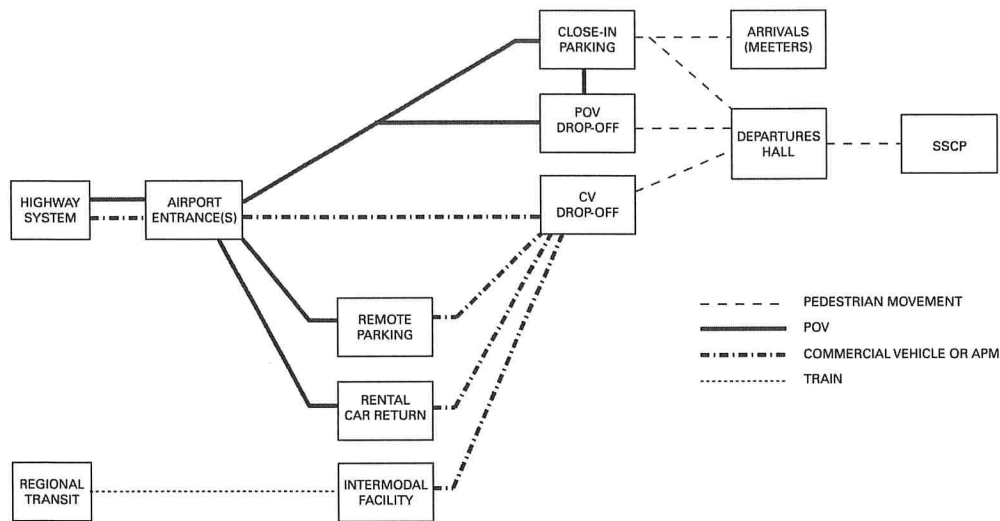 CLOSE-IN
PARKING
ARRIVALS
(MEETERS)
POV
DROP-OFF
DEPARTURES
HALL
SSCP
HIGHWAY
SYSTEM
AIRPORT
ENTRANCE(S)
CV
DROP-OFF
REMOTE
PARKING
RENTAL
CAR RETURN
REGIONAL
TRANSIT
INTERMODAL
FACILITY
PEDESTRIAN MOVEMENT
POV
COMMERCIAL VEHICLE OR APM
TRAIN